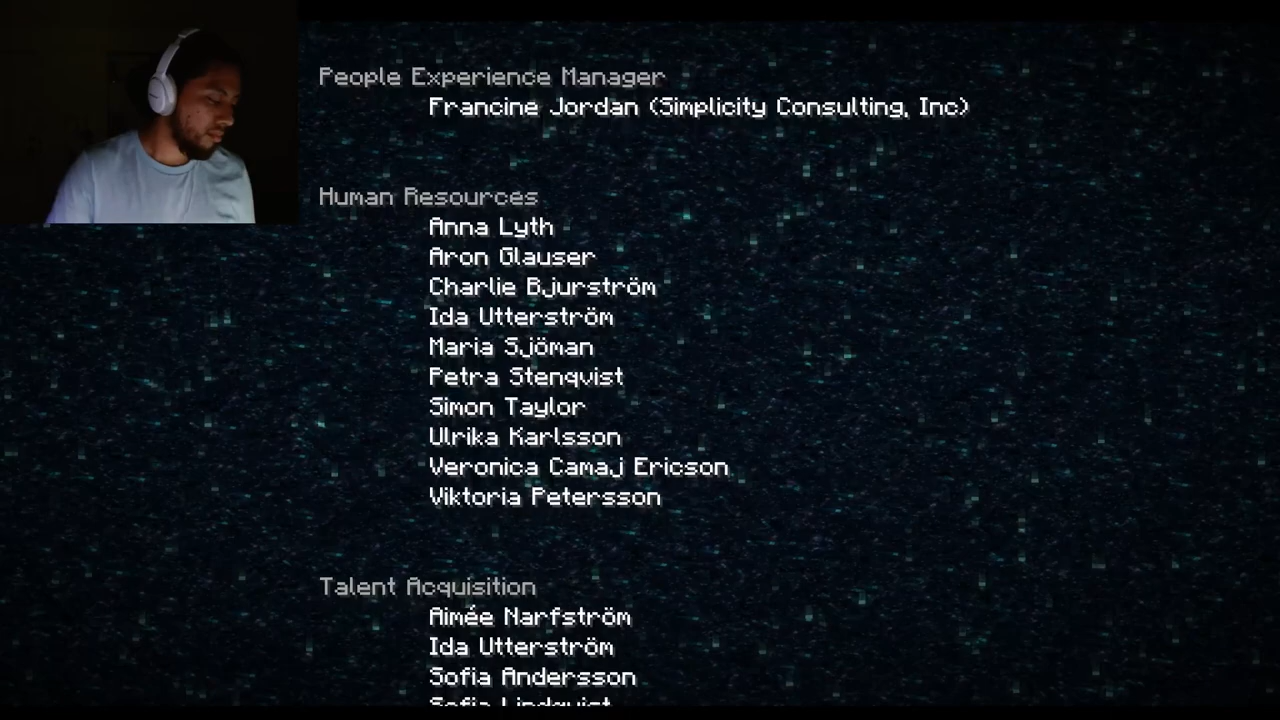 People Experience Manager
Francine Jordan (Simplicity Consulting, Inc)
Human Resources
Anna Lyth
Aron Glauser
Charlie Bjurström
Ida Utterström
Maria Sjöman
Petra Stenqvist
Simon Taylor
Ulrika Karlsson
Veronica Camaj Ericson
Viktoria Petersson
Talent Acquisition
Aimée Narfström
Ida Utterström
Sofia Andersson
Sofia Lindqvist